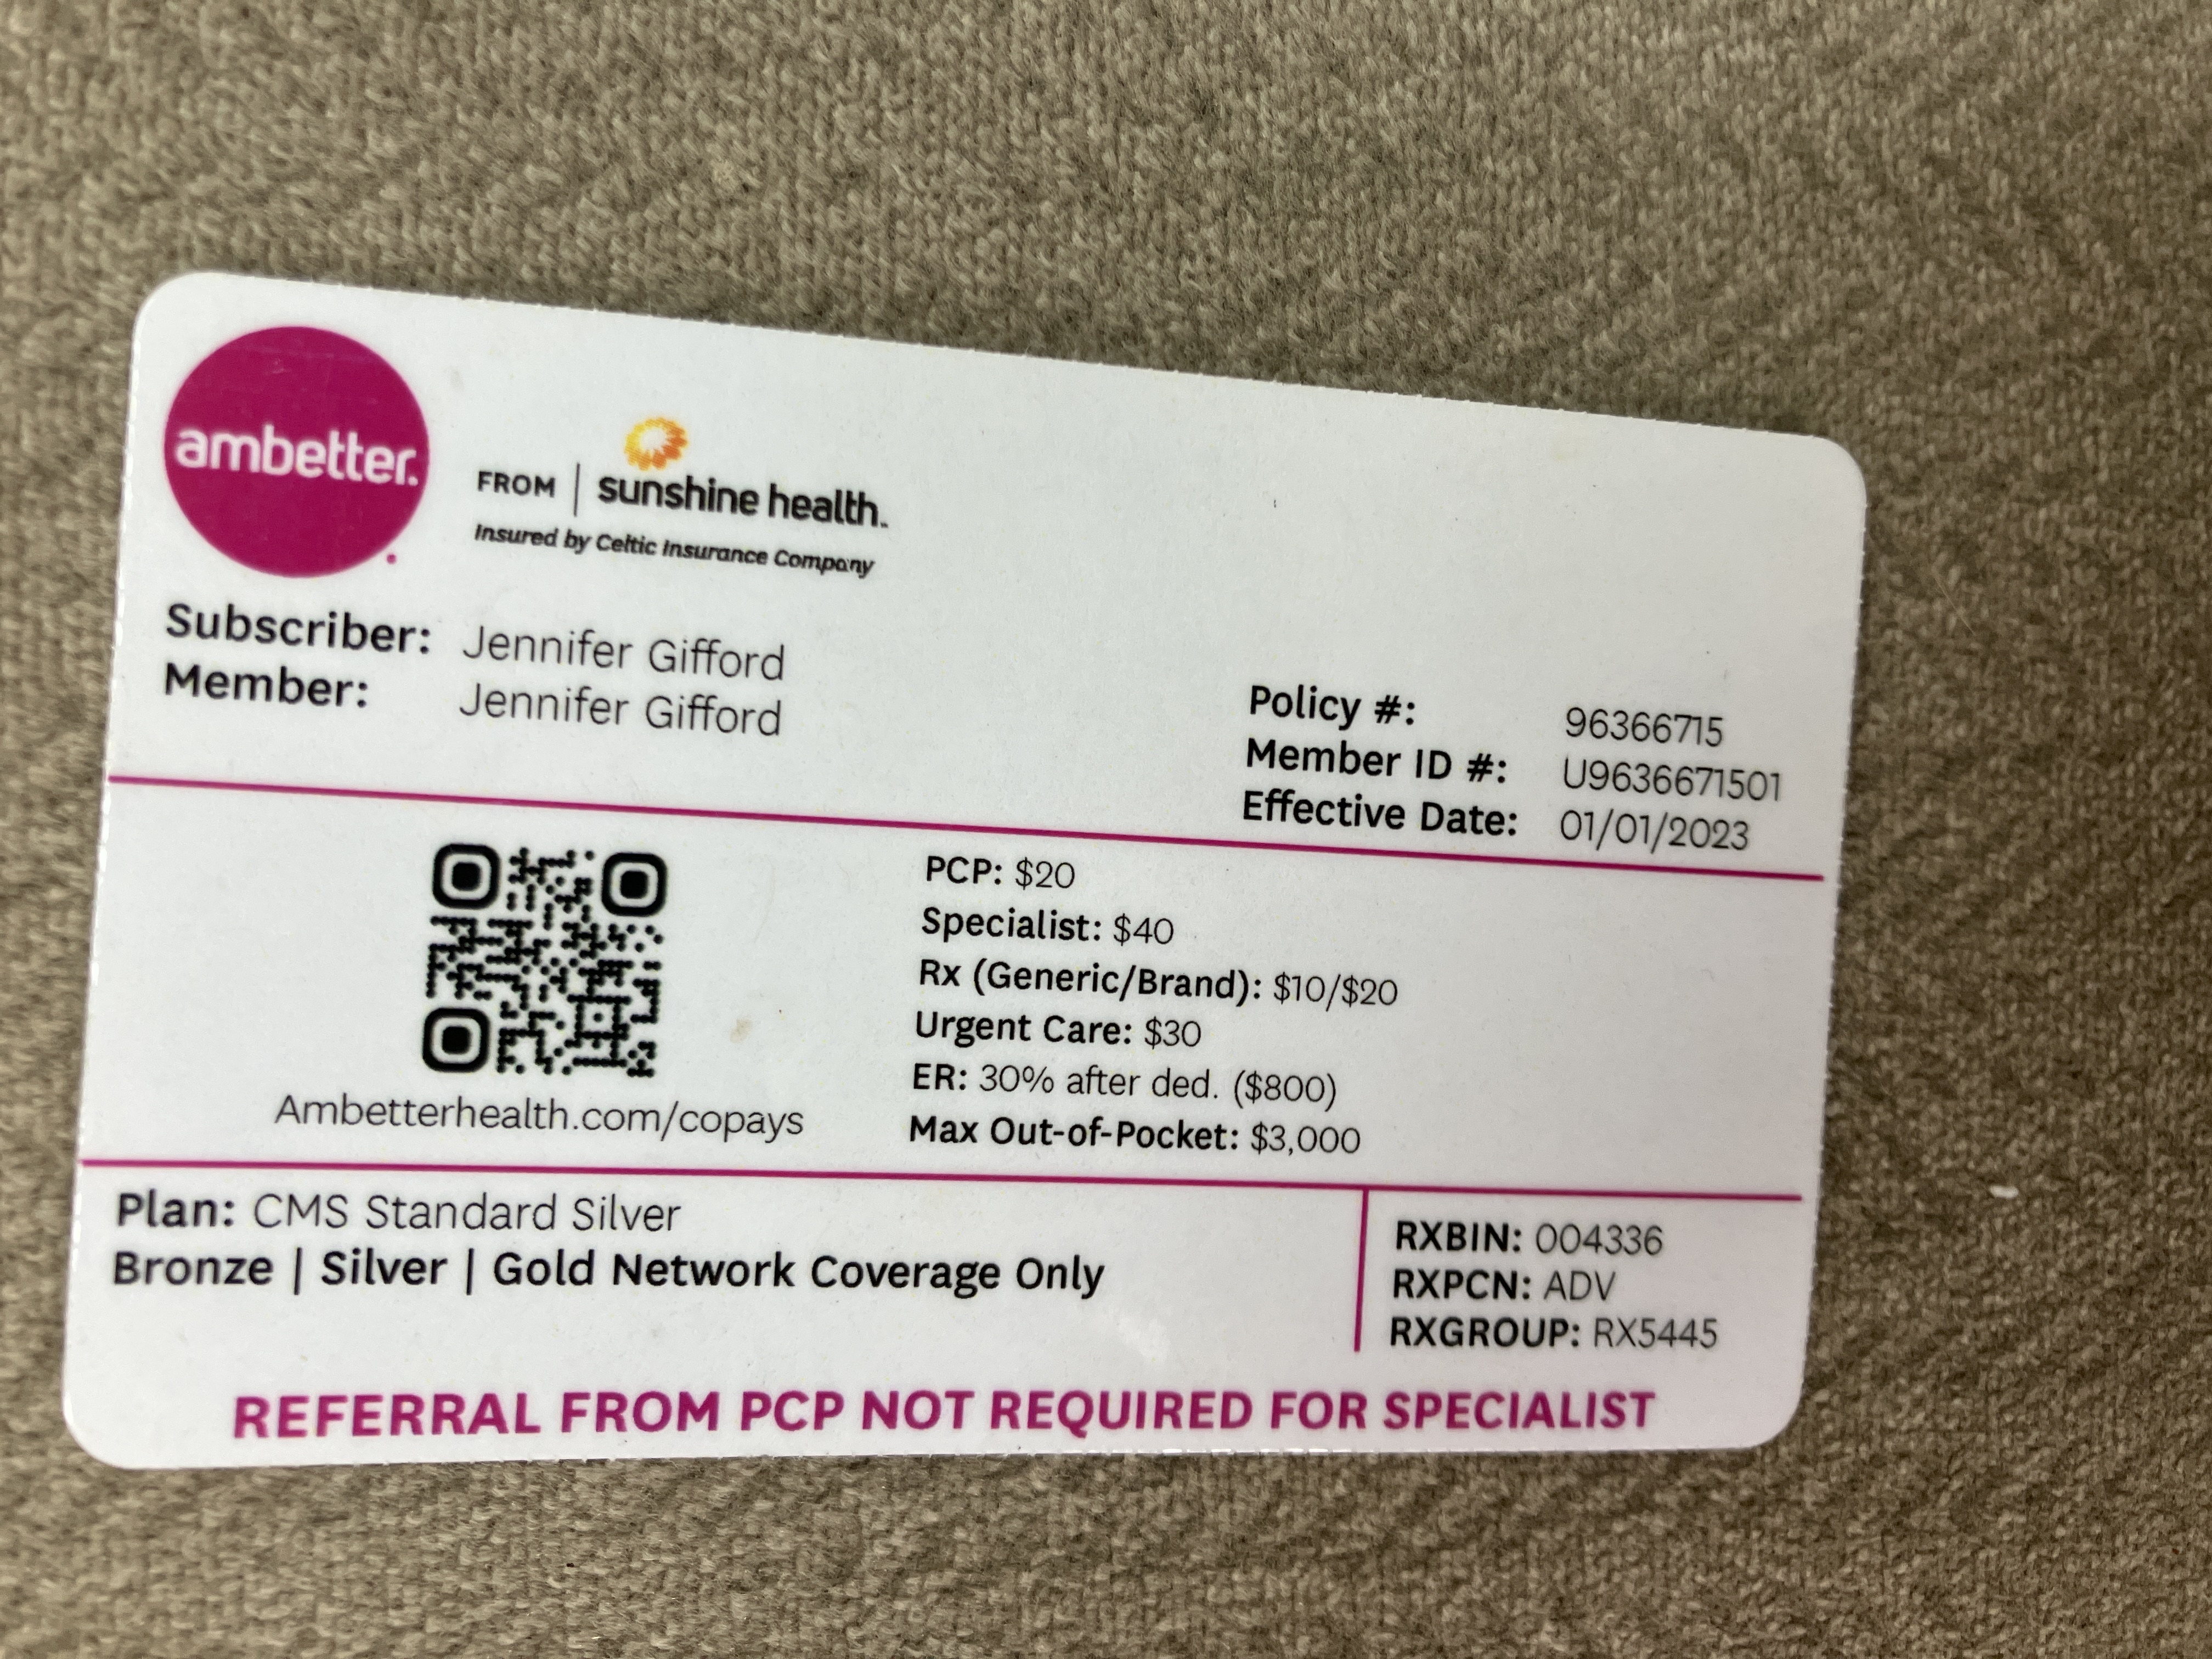 ambetter.
FROM | sunshine health™
Insured by Celtic Insurance Company
Subscriber: Jennifer Gifford
Member: Jennifer Gifford
Policy #: 96366715
Member ID #: U9636671501
Effective Date: 01/01/2023
Ambetterhealth.com/copays
PCP: $20
Specialist: $40
Rx (Generic/Brand): $10/$20
Urgent Care: $30
ER: 30% after ded. ($800)
Max Out-of-Pocket: $3,000
Plan: CMS Standard Silver
Bronze | Silver | Gold Network Coverage Only
RXBIN: 004336
RXPCN: ADV
RXGROUP: RX5445
REFERRAL FROM PCP NOT REQUIRED FOR SPECIALIST